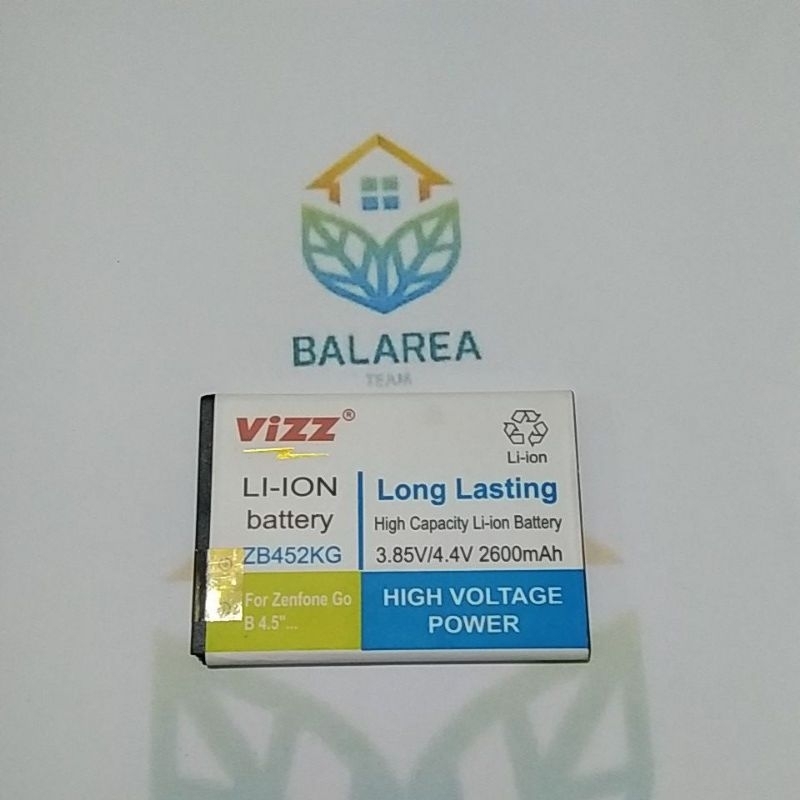 BALAREA
TEAM
ViZZ®
Li-ion
LI-ION
battery
ZB452KG
Long Lasting
High Capacity Li-ion Battery
3.85V/4.4V 2600mAh
For Zenfone Go
B 4.5"...
HIGH VOLTAGE
POWER